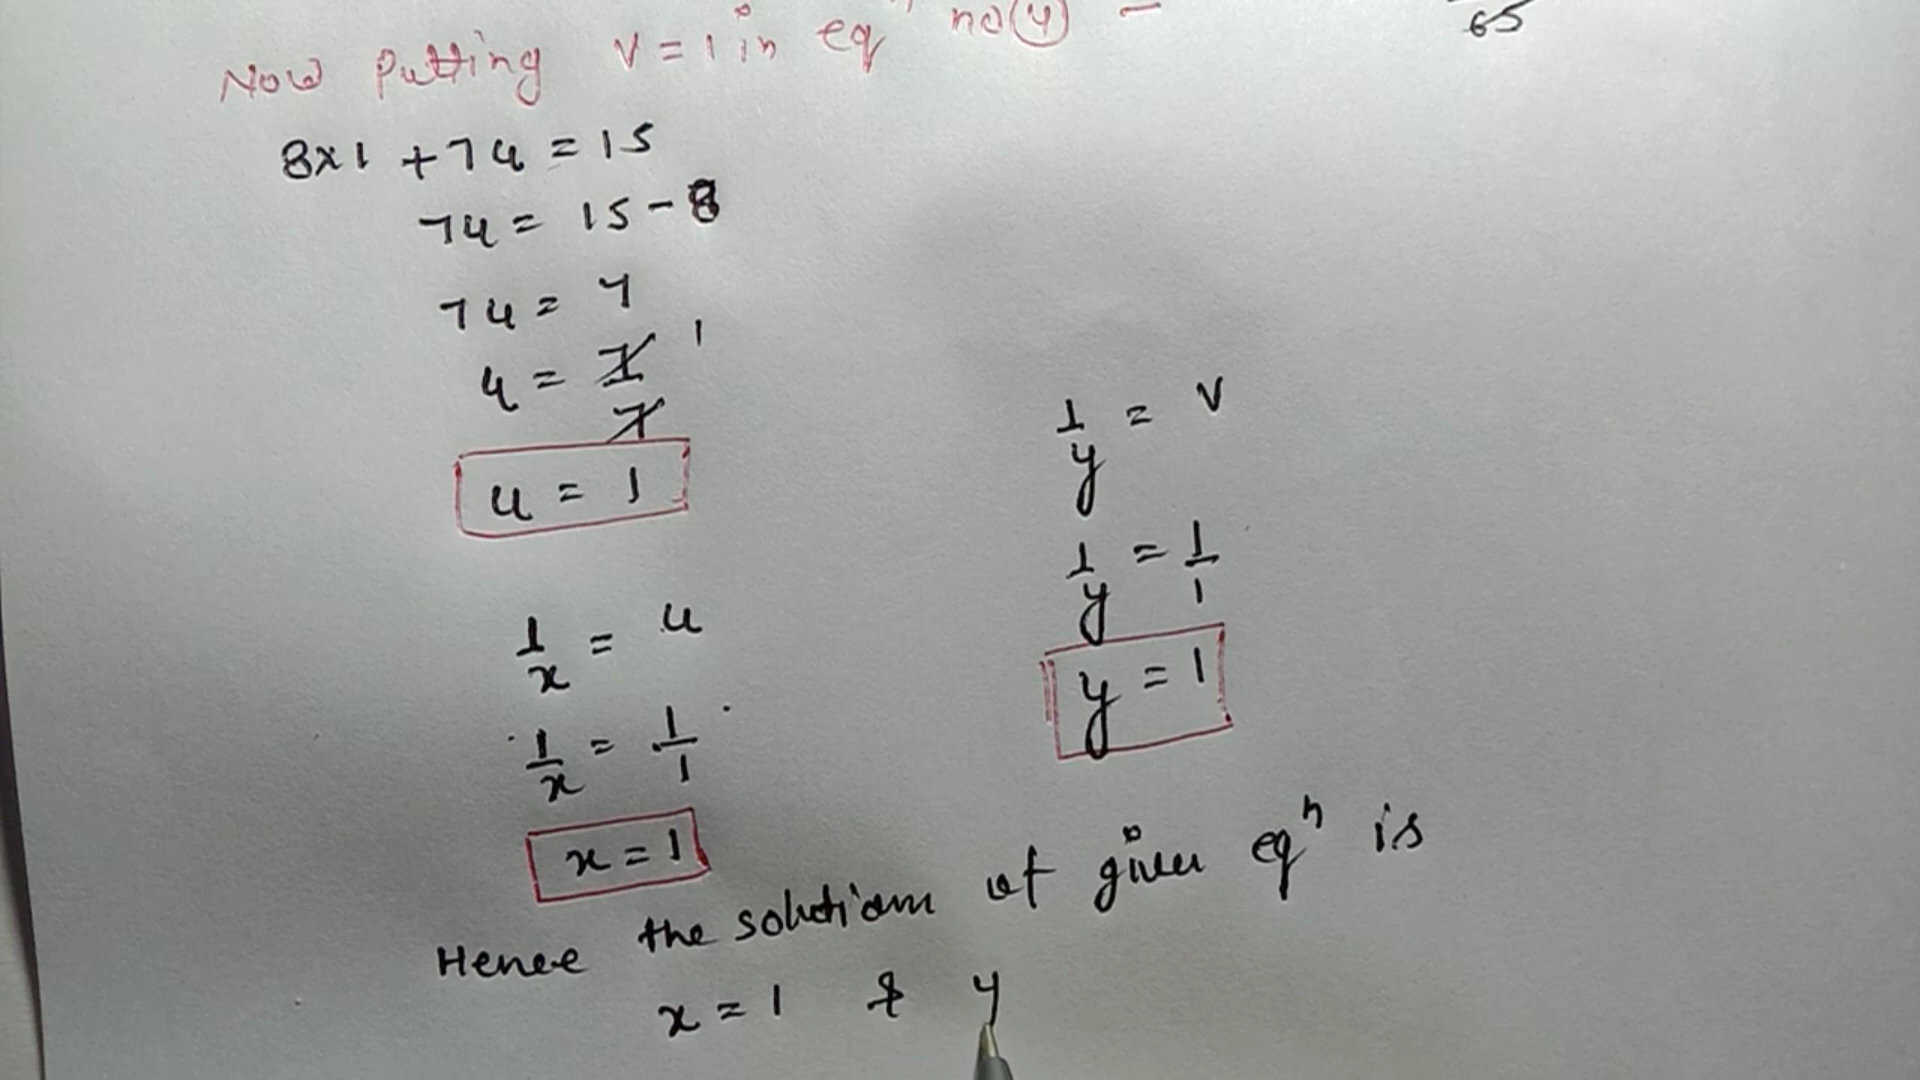 65
Now putting v = 1 in eqⁿ no (4) -
8 x 1 + 7u = 15
7u = 15 - 8
7u = 7
u = 7/7 1
u = 1
1/x = u
1/x = 1/1
x = 1
1/y = v
1/y = 1/1
y = 1
Hence the solution of given eqⁿ is
x = 1 & y